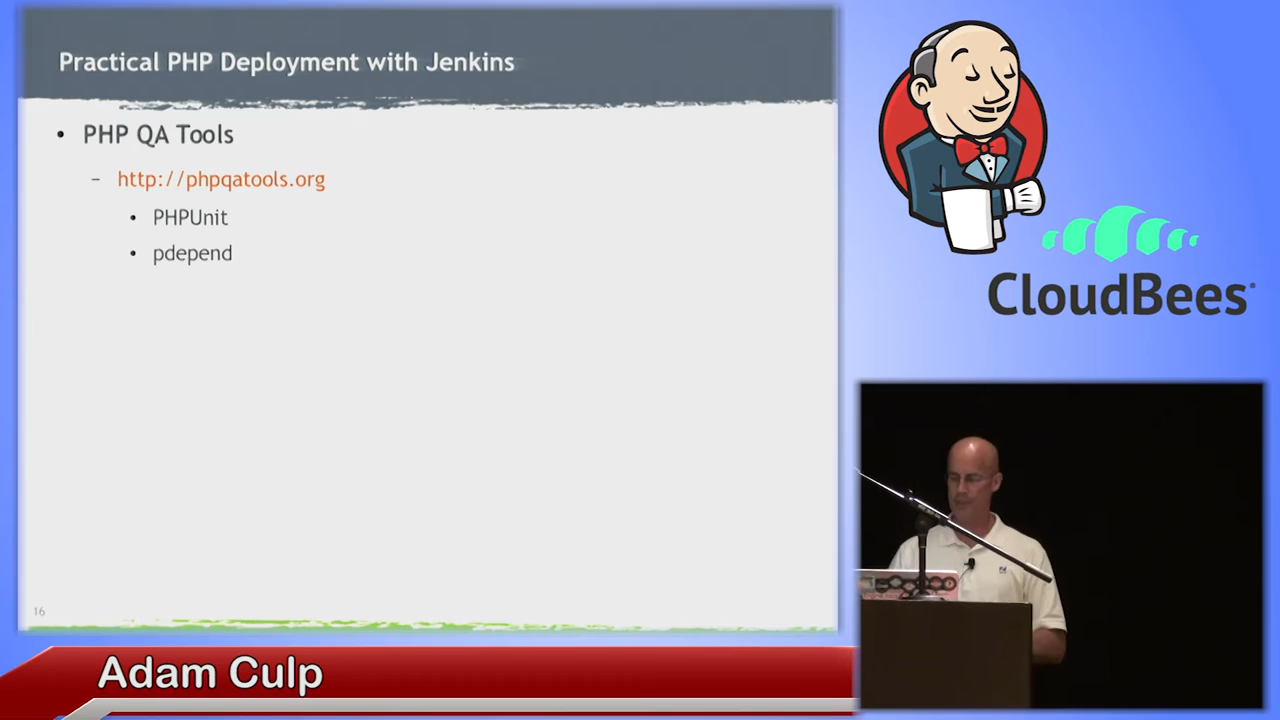 Practical PHP Deployment with Jenkins
• PHP QA Tools
– http://phpqatools.org
• PHPUnit
• pdepend
16
CloudBees
Adam Culp